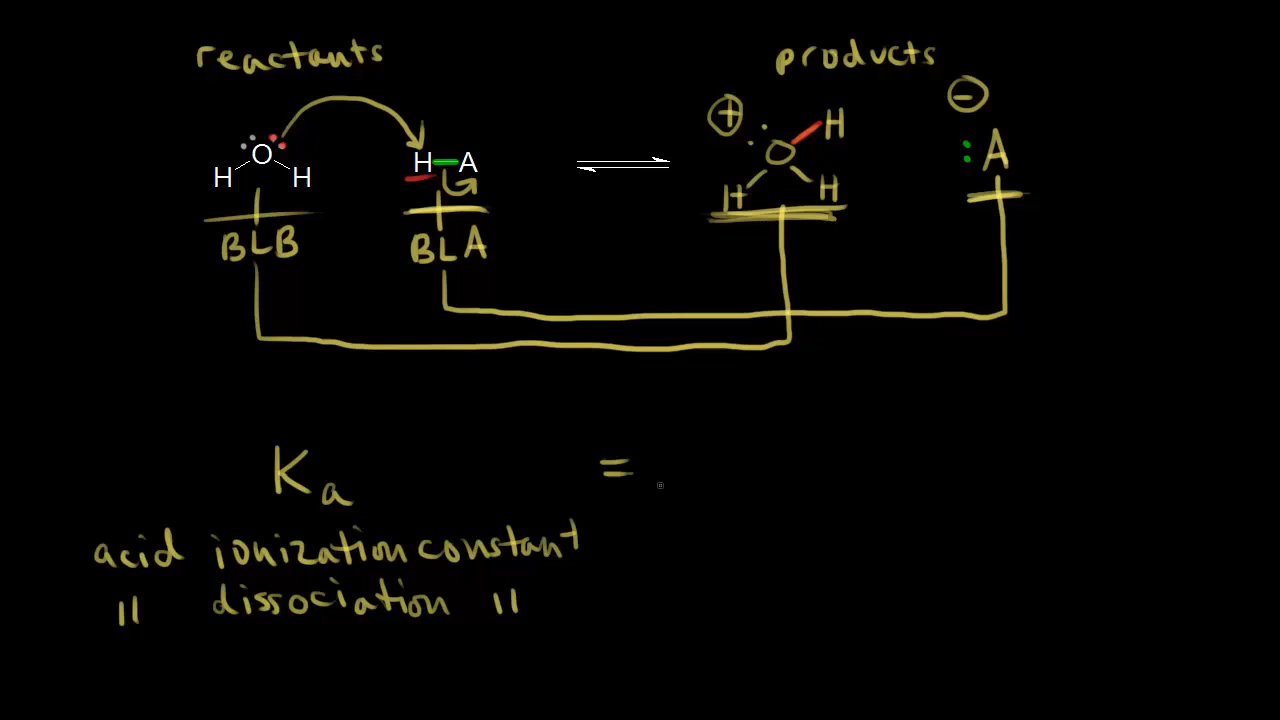 reactants products
+ −
O H–A ⇌ O H : A
H H H H
BLB BLA
Ka =
acid ionization constant
" dissociation "